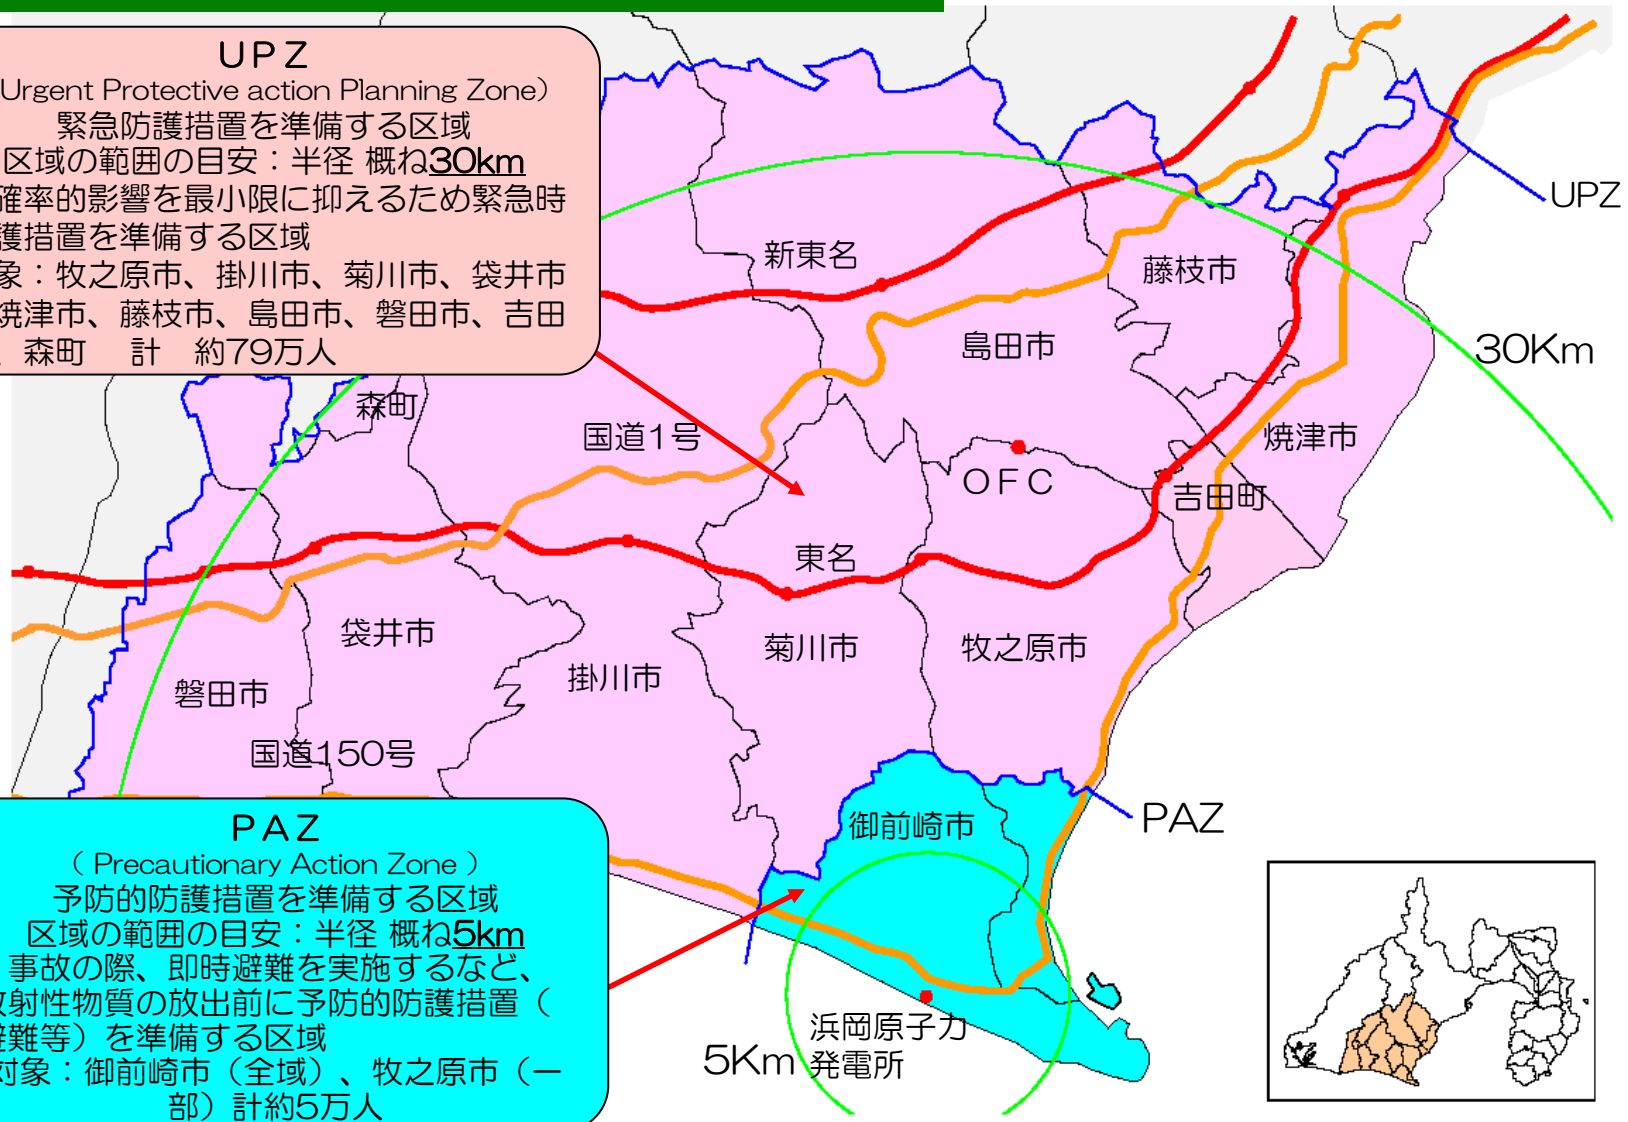 UPZ
Urgent Protective action Planning Zone）
緊急防護措置を準備する区域
区域の範囲の目安：半径 概ね30km
確率的影響を最小限に抑えるため緊急時
護措置を準備する区域
象：牧之原市、掛川市、菊川市、袋井市
焼津市、藤枝市、島田市、磐田市、吉田
、森町　計　約79万人
UPZ
新東名
藤枝市
島田市
30Km
森町
国道1号
焼津市
OFC
吉田町
東名
袋井市
菊川市
牧之原市
掛川市
磐田市
国道150号
PAZ
（ Precautionary Action Zone ）
予防的防護措置を準備する区域
区域の範囲の目安：半径 概ね5km
事故の際、即時避難を実施するなど、
放射性物質の放出前に予防的防護措置（
避難等）を準備する区域
対象：御前崎市（全域）、牧之原市（一
部）計約5万人
御前崎市
PAZ
浜岡原子力
発電所
5Km